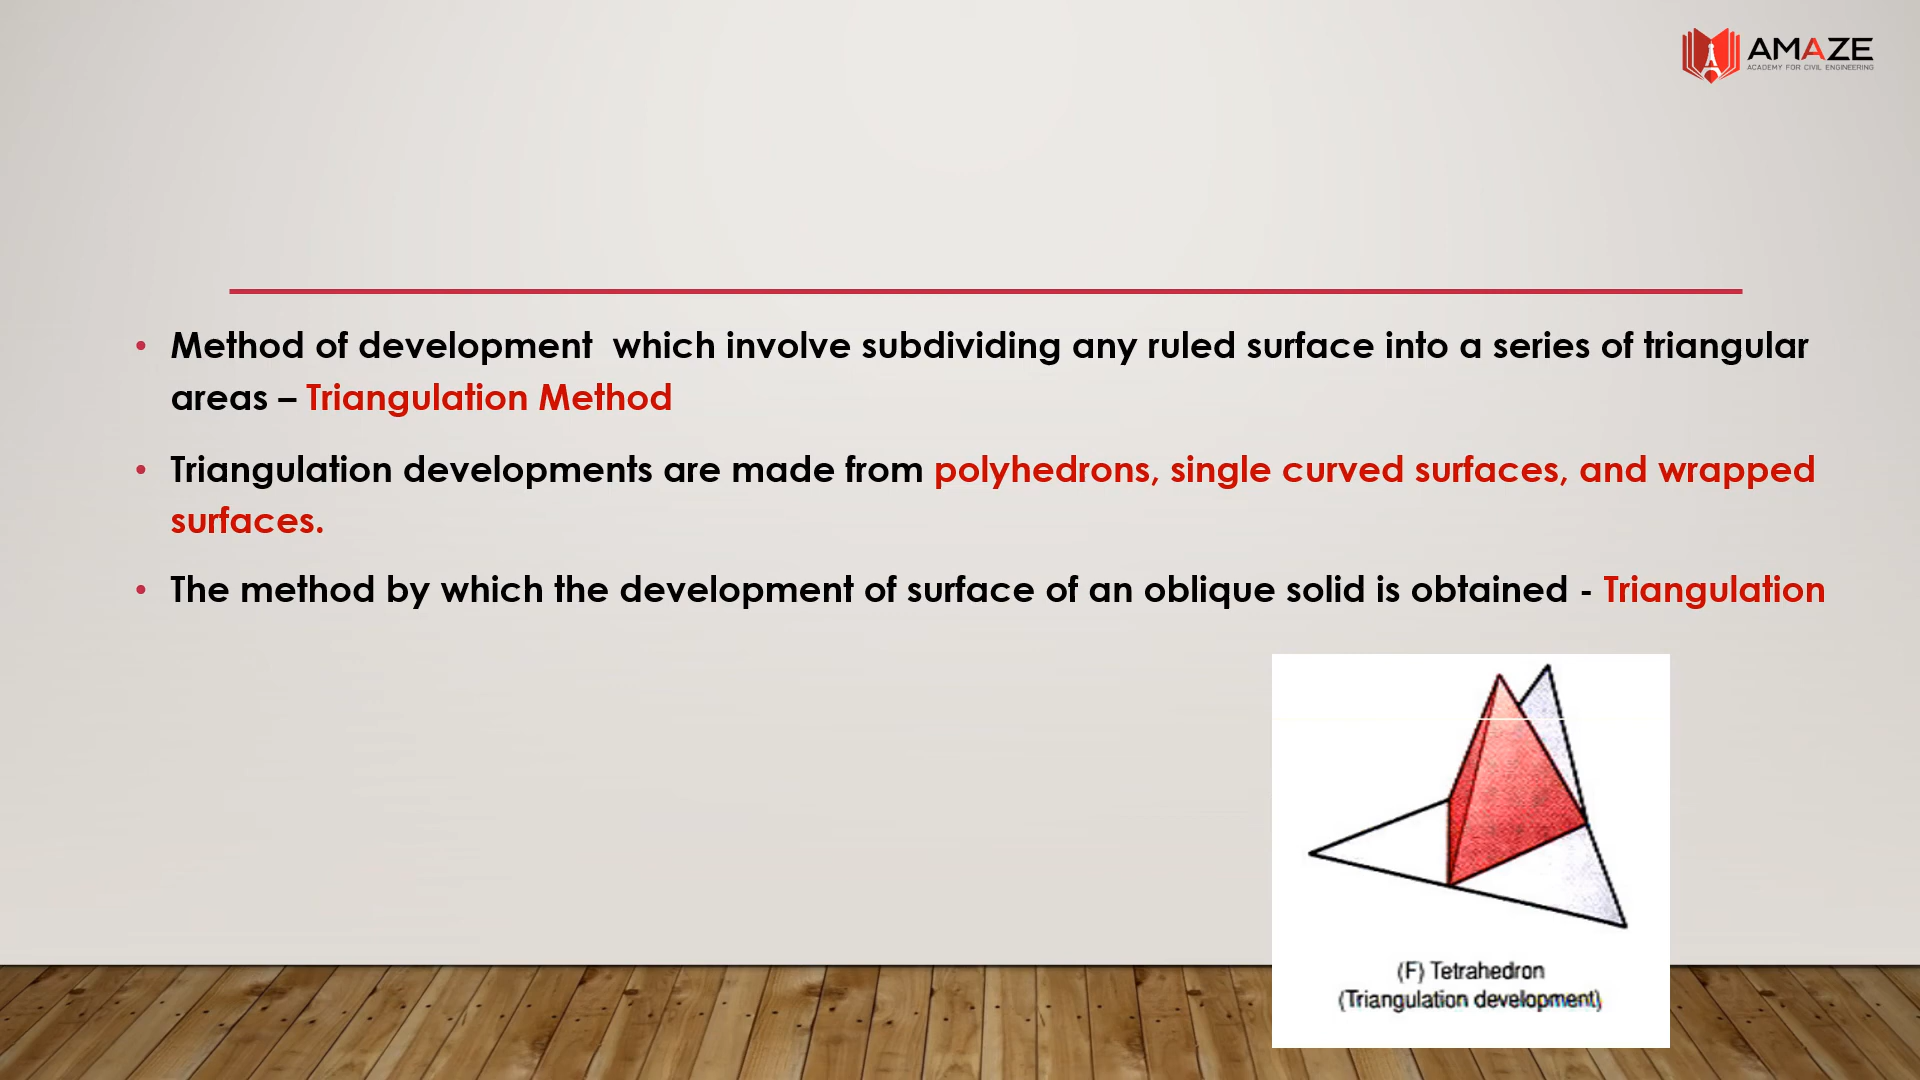 AMAZE
ACADEMY FOR CIVIL ENGINEERING
• Method of development  which involve subdividing any ruled surface into a series of triangular
areas – Triangulation Method
• Triangulation developments are made from polyhedrons, single curved surfaces, and wrapped
surfaces.
• The method by which the development of surface of an oblique solid is obtained - Triangulation
(F) Tetrahedron
(Triangulation development)